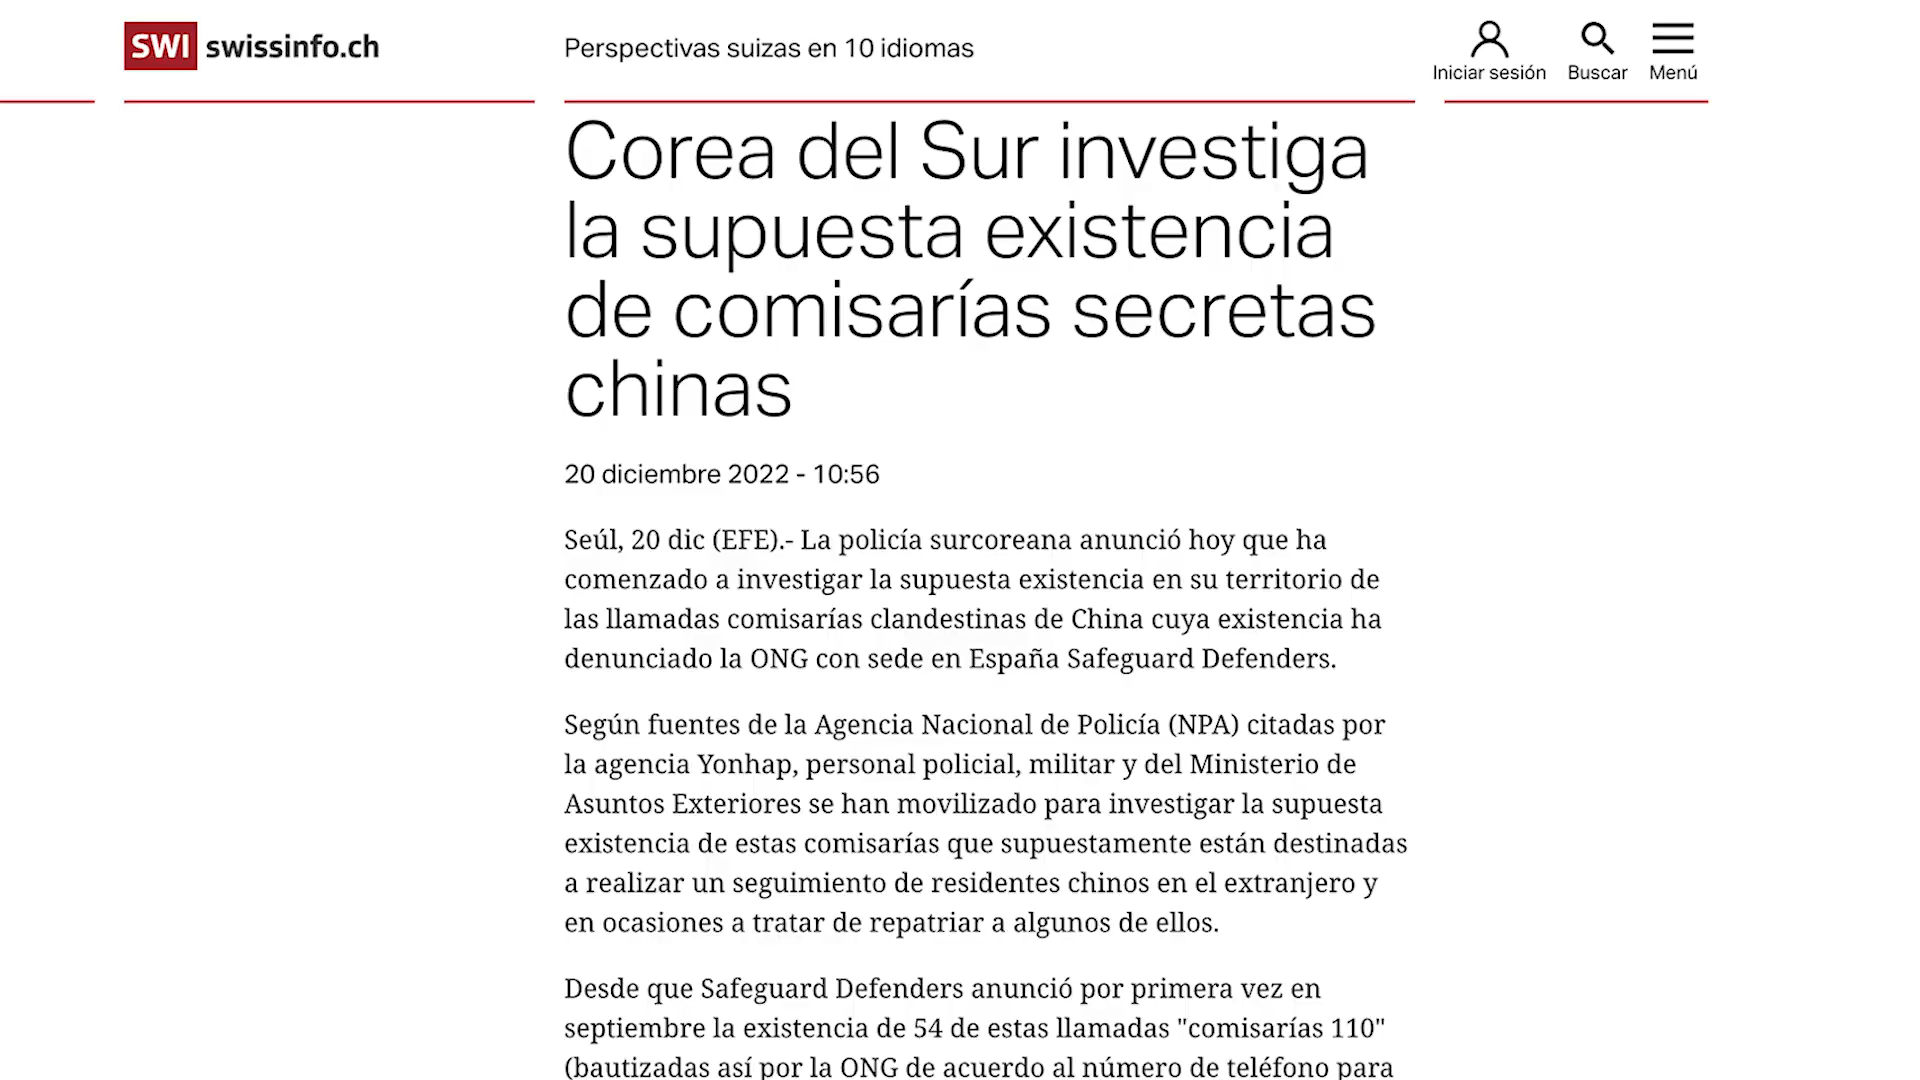 SWI swissinfo.ch
Perspectivas suizas en 10 idiomas
Iniciar sesión
Buscar
Menú
Corea del Sur investiga
la supuesta existencia
de comisarías secretas
chinas
20 diciembre 2022 - 10:56
Seúl, 20 dic (EFE).- La policía surcoreana anunció hoy que ha
comenzado a investigar la supuesta existencia en su territorio de
las llamadas comisarías clandestinas de China cuya existencia ha
denunciado la ONG con sede en España Safeguard Defenders.
Según fuentes de la Agencia Nacional de Policía (NPA) citadas por
la agencia Yonhap, personal policial, militar y del Ministerio de
Asuntos Exteriores se han movilizado para investigar la supuesta
existencia de estas comisarías que supuestamente están destinadas
a realizar un seguimiento de residentes chinos en el extranjero y
en ocasiones a tratar de repatriar a algunos de ellos.
Desde que Safeguard Defenders anunció por primera vez en
septiembre la existencia de 54 de estas llamadas "comisarías 110"
(bautizadas así por la ONG de acuerdo al número de teléfono para